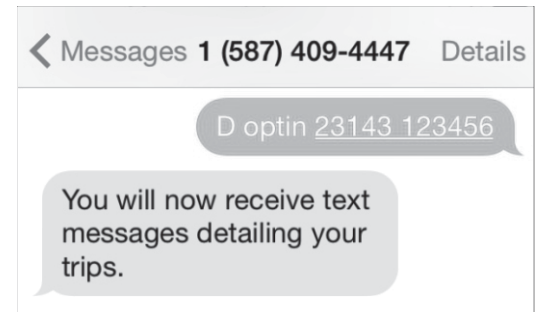 Messages 1 (587) 409-4447 Details
D optin 23143 123456
You will now receive text
messages detailing your
trips.